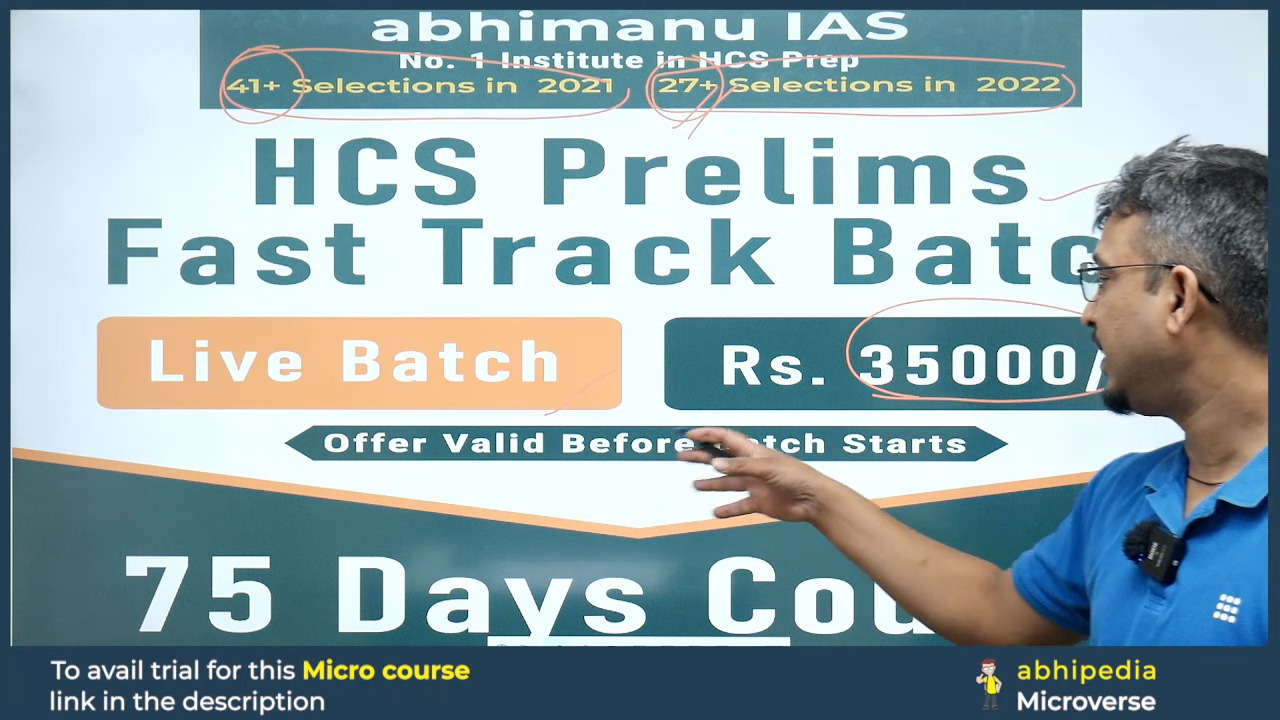 abhimanu IAS
No. 1 Institute in HCS Prep
41+ Selections in 2021 27+ Selections in 2022
HCS Prelims
Fast Track Batc
Live Batch
Rs. 35000/
Offer Valid Before tch Starts
75 Days Cou
To avail trial for this Micro course
link in the description
abhipedia
Microverse